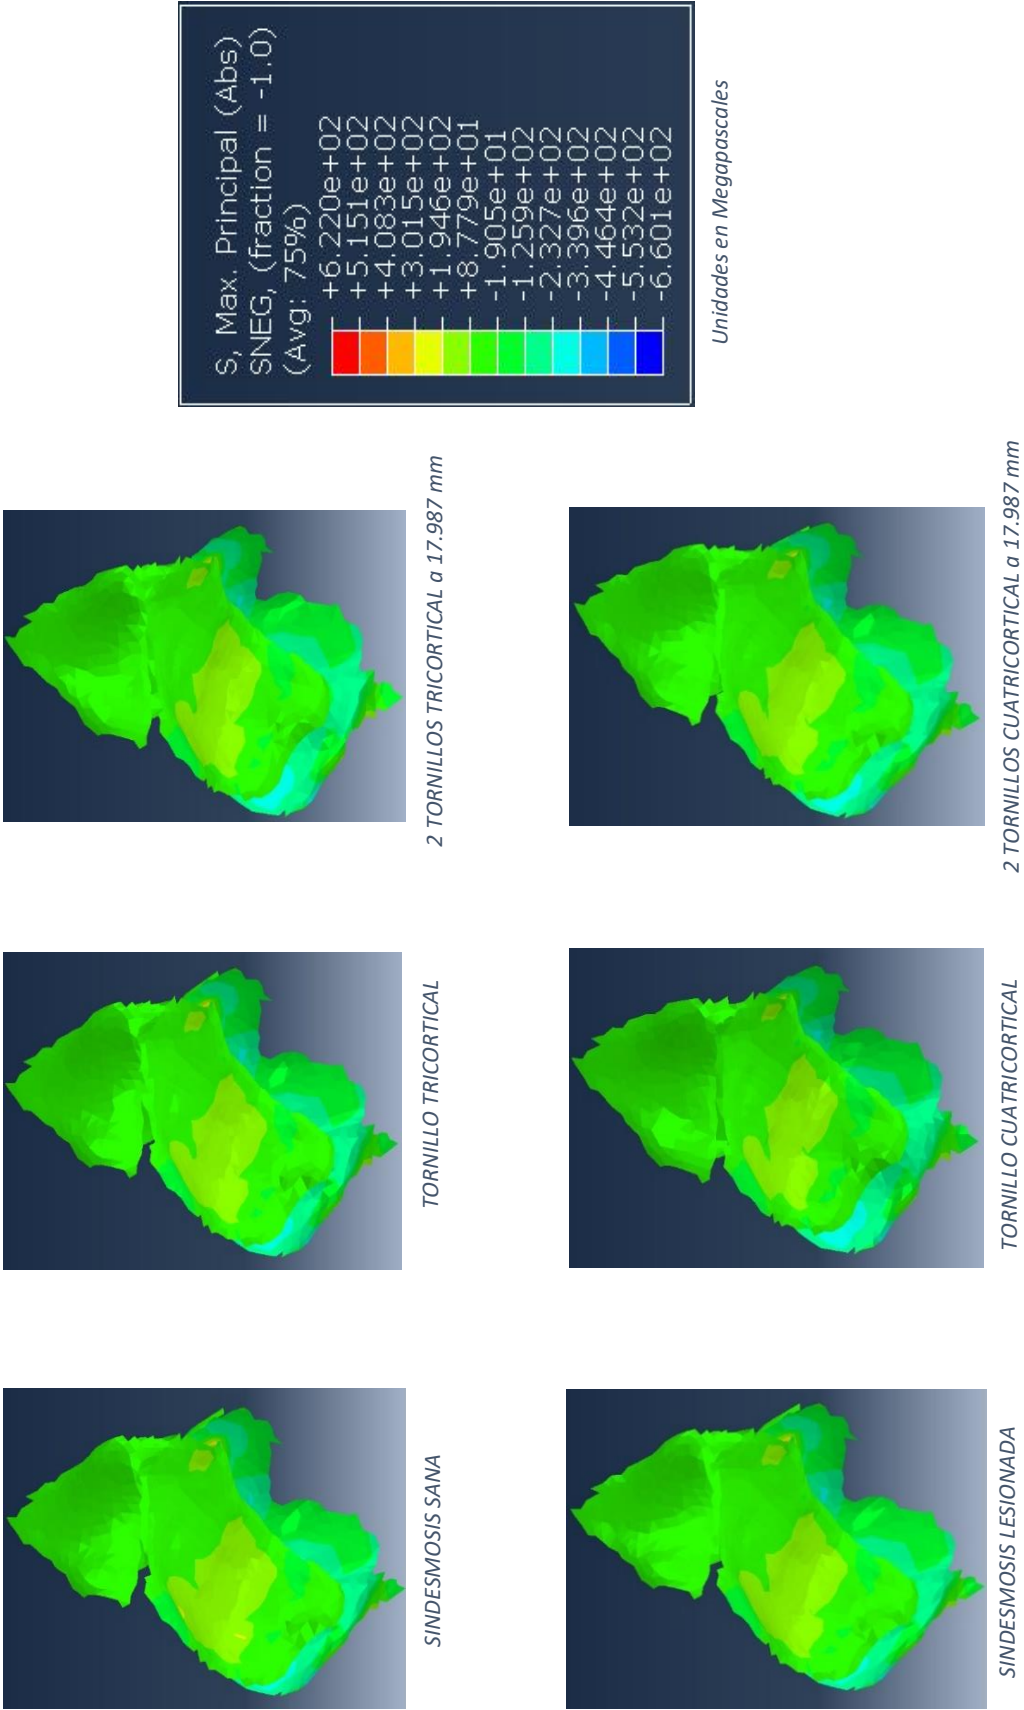 SINDESMOSIS SANA
TORNILLO TRICORTICAL
2 TORNILLOS TRICORTICAL a 17.987 mm
S, Max. Principal (Abs)
SNEG, (fraction = -1.0)
(Avg: 75%)
+6.220e+02
+5.151e+02
+4.083e+02
+3.015e+02
+1.946e+02
+8.779e+01
-1.905e+01
-1.259e+02
-2.327e+02
-3.396e+02
-4.464e+02
-5.532e+02
-6.601e+02
Unidades en Megapascales
SINDESMOSIS LESIONADA
TORNILLO CUATRICORTICAL
2 TORNILLOS CUATRICORTICAL a 17.987 mm